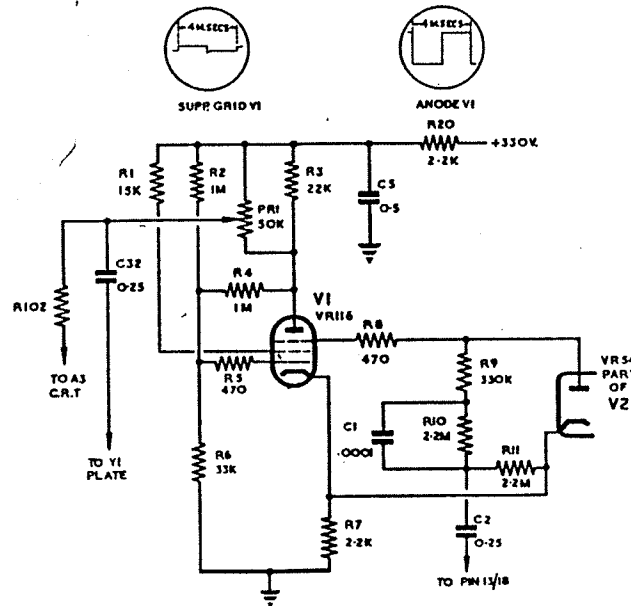 4 M.SECS
4 M.SECS
SUPP. GRID V1
ANODE V1
R20
2·2K
+330V.
R1
15K
R2
1M
R3
22K
C5
0·5
PR1
50K
C32
0·25
R4
1M
V1
VR116
R8
470
R102
R5
470
R9
330K
VR54
PART
OF
V2
TO A3
C.R.T
C1
.0001
R10
2·2M
R11
2·2M
TO Y1
PLATE
R6
33K
R7
2·2K
C2
0·25
TO PIN 13/18